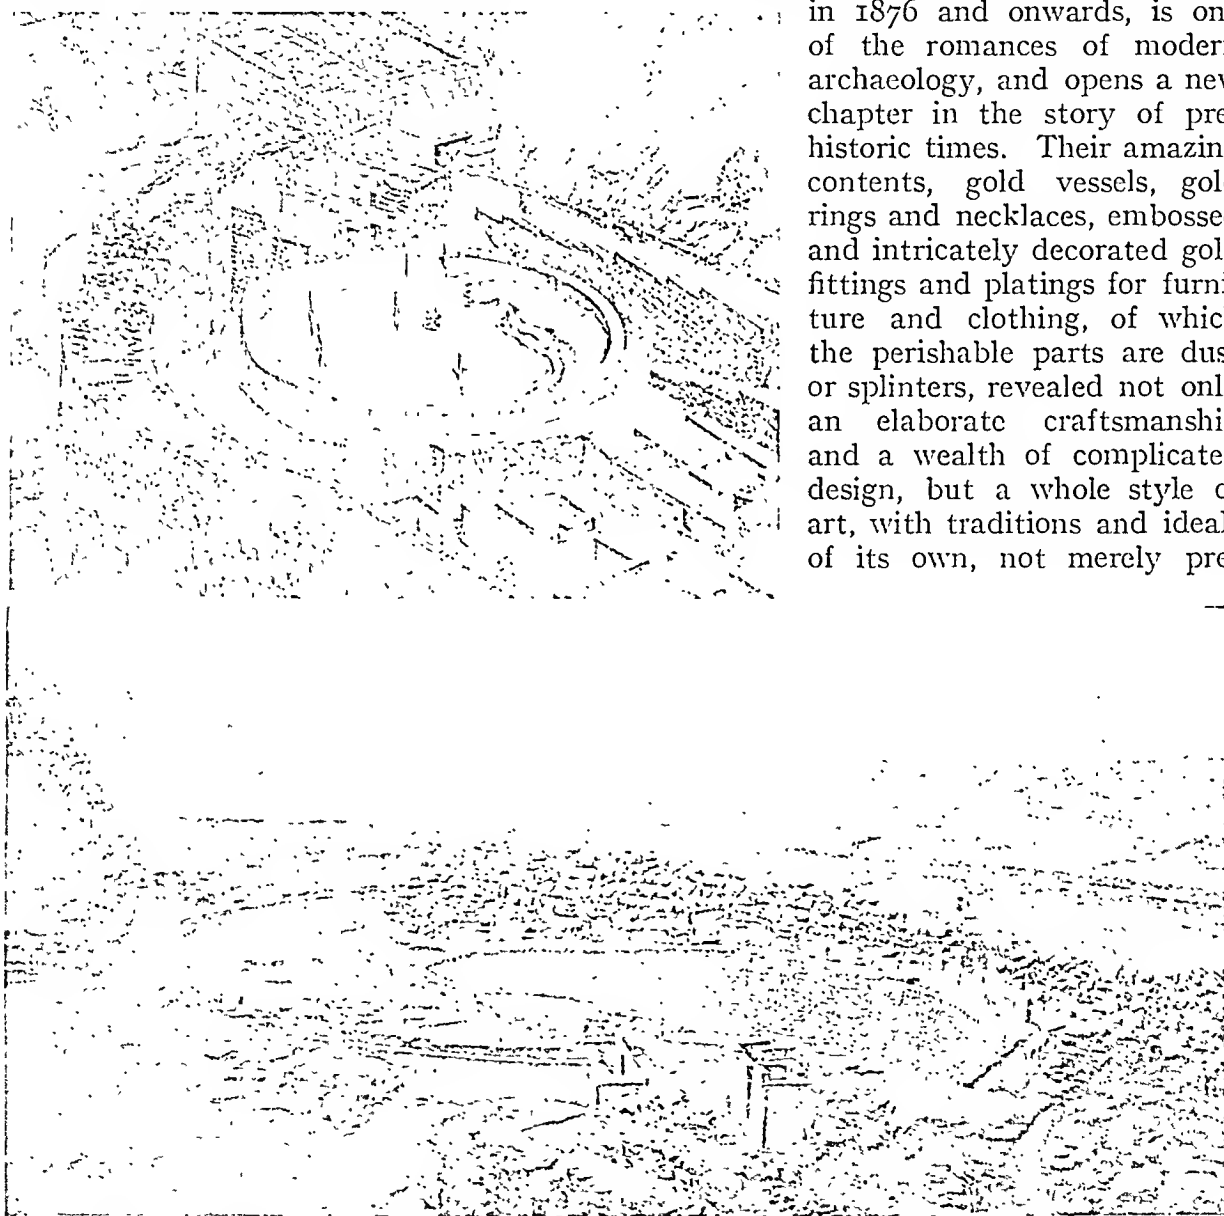 in 1876 and onwards, is on
of the romances of moder
archaeology, and opens a new
chapter in the story of pre
historic times. Their amazin
contents, gold vessels, gol
rings and necklaces, embosse
and intricately decorated gol
fittings and platings for furni
ture and clothing, of whic
the perishable parts are dus
or splinters, revealed not onl
an elaborate craftsmanshi
and a wealth of complicate
design, but a whole style o
art, with traditions and ideal
of its own, not merely pre